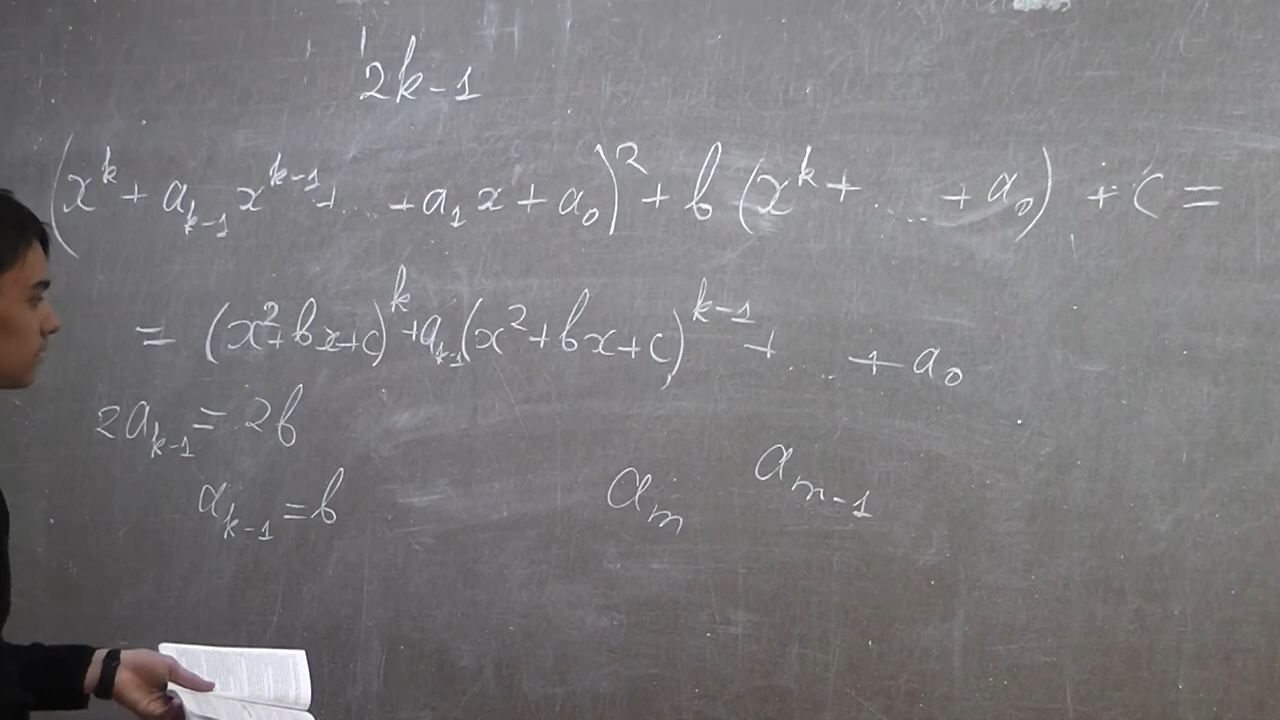 2k-1
(x^k + a_{k-1} x^{k-1} + ... + a_1 x + a_0)^2 + b (x^k + ... + a_0) + c =
= (x^2 + bx + c)^k + a_{k-1} (x^2 + bx + c)^{k-1} + ... + a_0
2a_{k-1} = 2b
a_{k-1} = b
a_m a_{m-1}